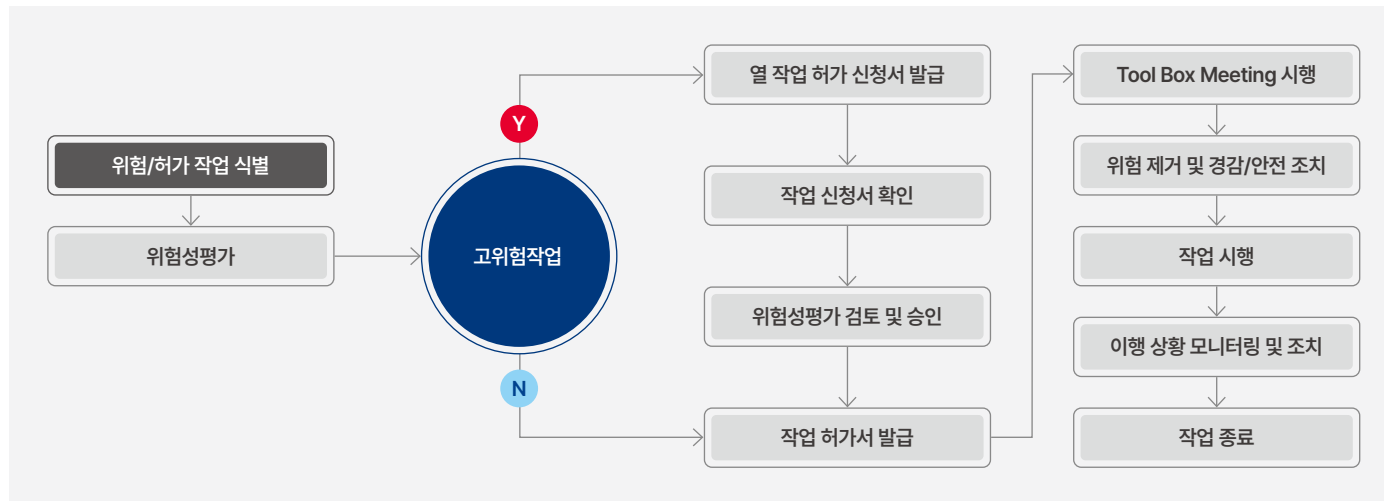 위험/허가 작업 식별
위험성평가
고위험작업
Y
N
열 작업 허가 신청서 발급
작업 신청서 확인
위험성평가 검토 및 승인
작업 허가서 발급
Tool Box Meeting 시행
위험 제거 및 경감/안전 조치
작업 시행
이행 상황 모니터링 및 조치
작업 종료